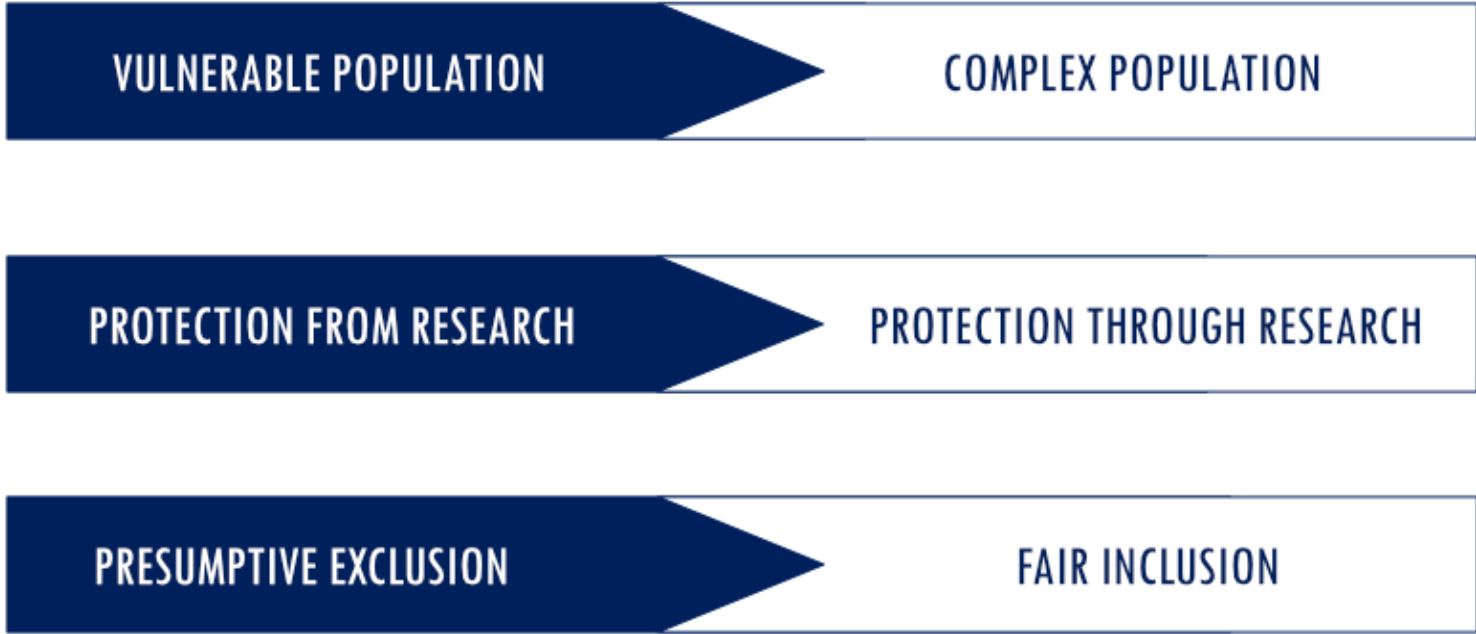 VULNERABLE POPULATION
COMPLEX POPULATION
PROTECTION FROM RESEARCH
PROTECTION THROUGH RESEARCH
PRESUMPTIVE EXCLUSION
FAIR INCLUSION